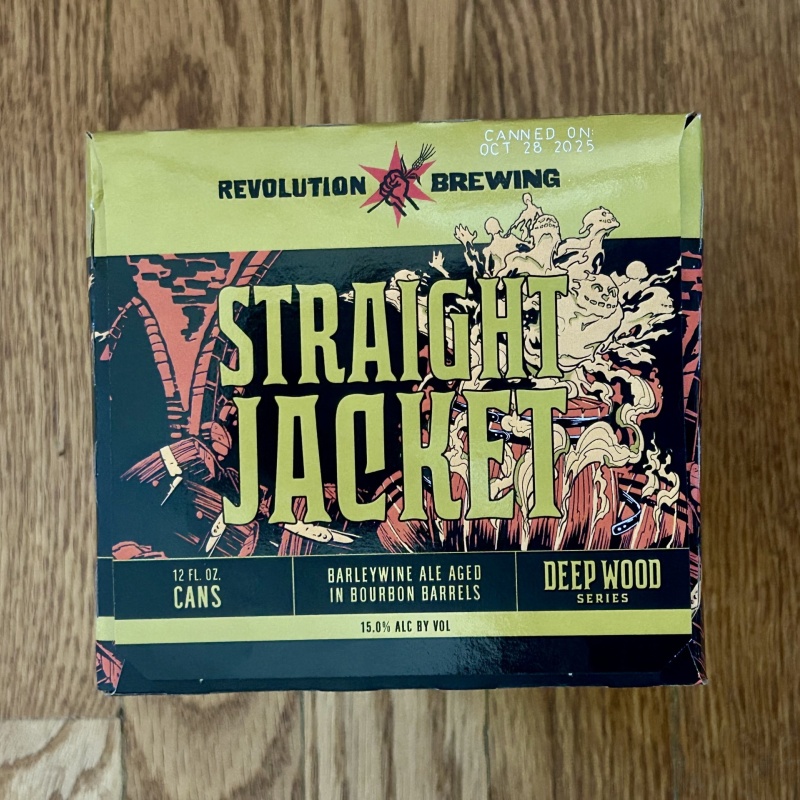 CANNED ON:
OCT 28 2025
REVOLUTION BREWING
STRAIGHT
JACKET
12 FL. OZ.
CANS
BARLEYWINE ALE AGED
IN BOURBON BARRELS
DEEP WOOD
SERIES
15.0% ALC BY VOL